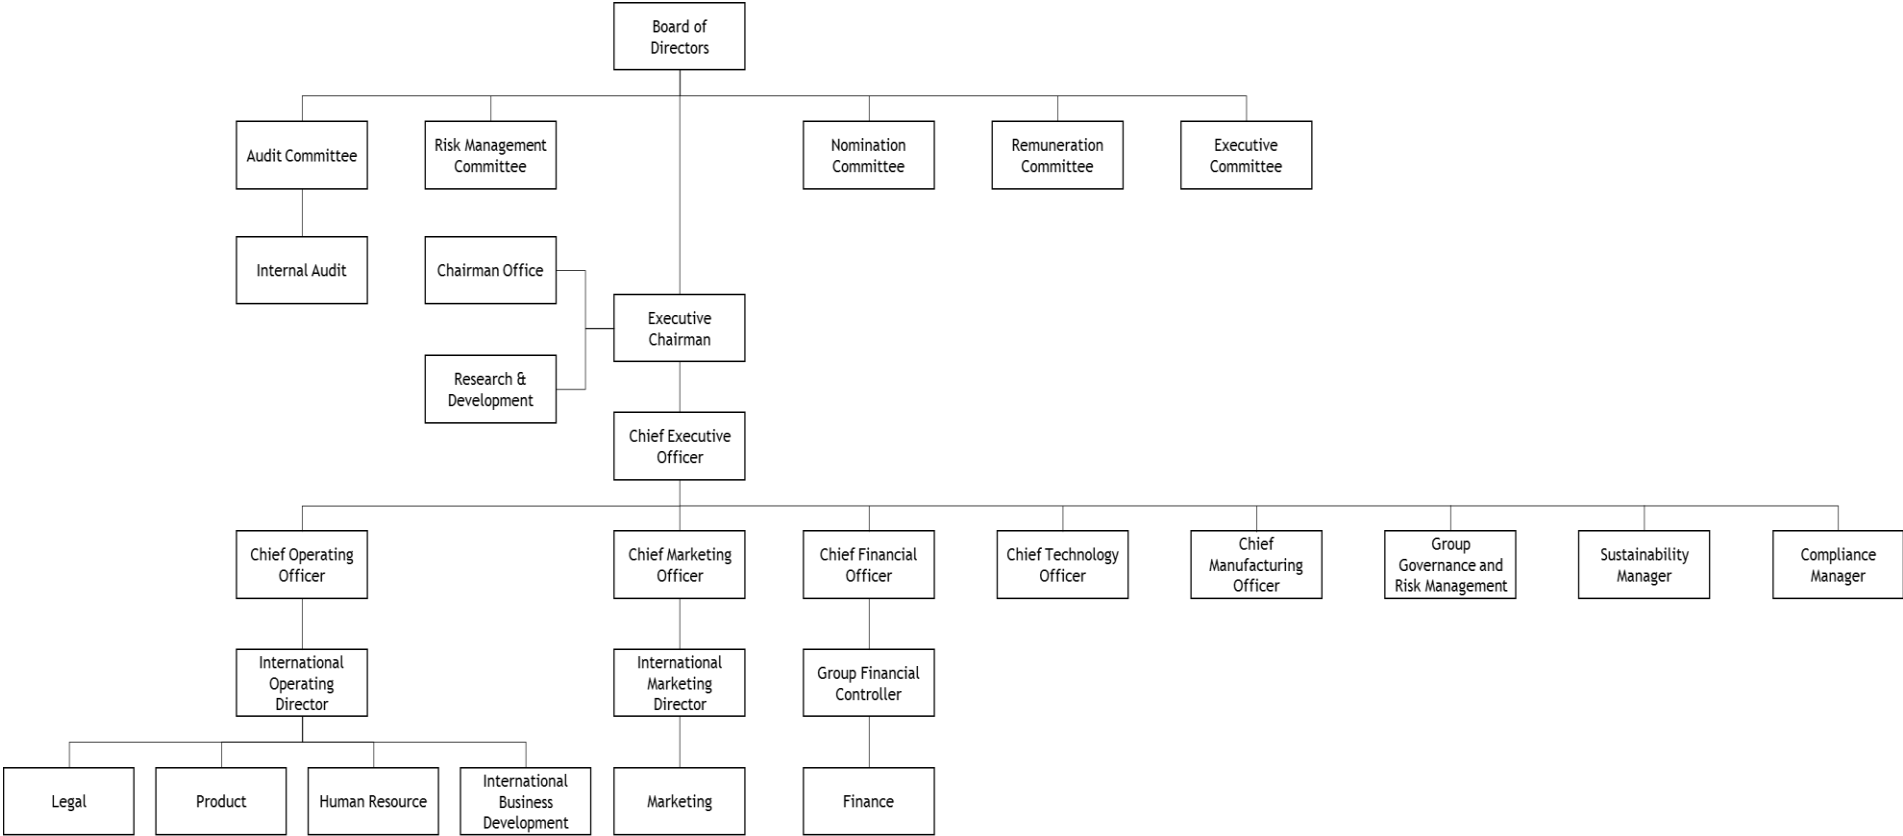 Board of
Directors
Audit Committee
Risk Management
Committee
Nomination
Committee
Remuneration
Committee
Executive
Committee
Internal Audit
Chairman Office
Executive
Chairman
Research &
Development
Chief Executive
Officer
Chief Operating
Officer
Chief Marketing
Officer
Chief Financial
Officer
Chief Technology
Officer
Chief
Manufacturing
Officer
Group
Governance and
Risk Management
Sustainability
Manager
Compliance
Manager
International
Operating
Director
International
Marketing
Director
Group Financial
Controller
Legal
Product
Human Resource
International
Business
Development
Marketing
Finance